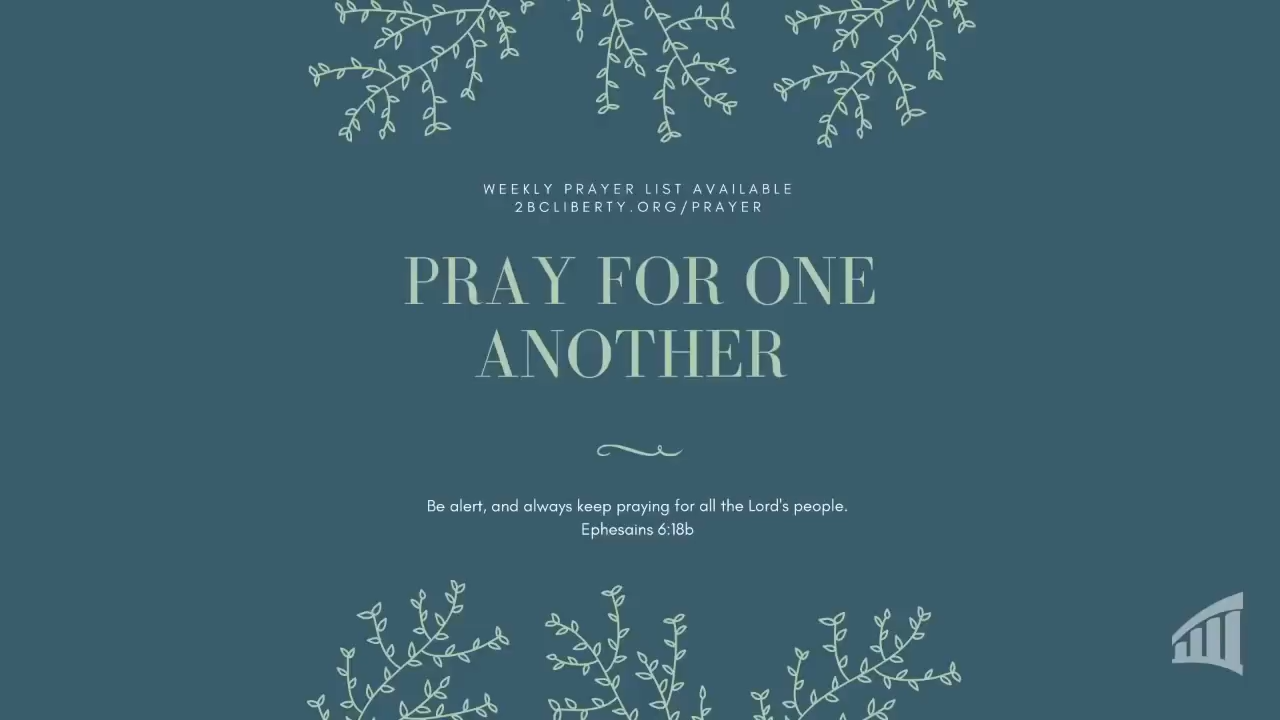 WEEKLY PRAYER LIST AVAILABLE
2BCLIBERTY.ORG/PRAYER
PRAY FOR ONE
ANOTHER
Be alert, and always keep praying for all the Lord's people.
Ephesains 6:18b